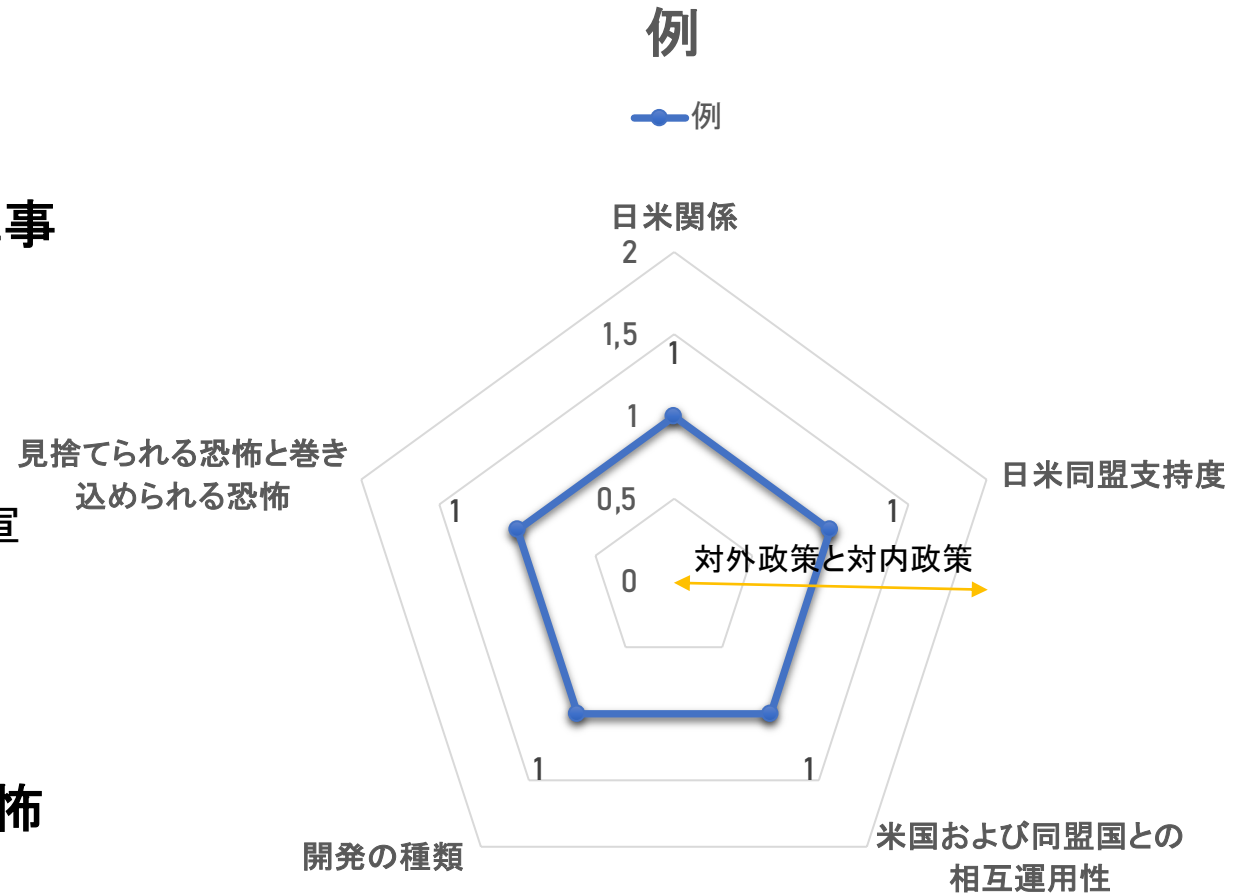 例
例
事
日米関係
2
1,5
1
1
見捨てられる恐怖と巻き
込められる恐怖
0,5
1
1
日米同盟支持度
宣
対外政策と対内政策
0
1
1
怖
開発の種類
米国および同盟国との
相互運用性